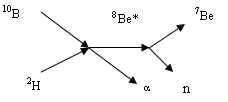 ¹⁰B ⁸Be* ⁷Be
²H α n